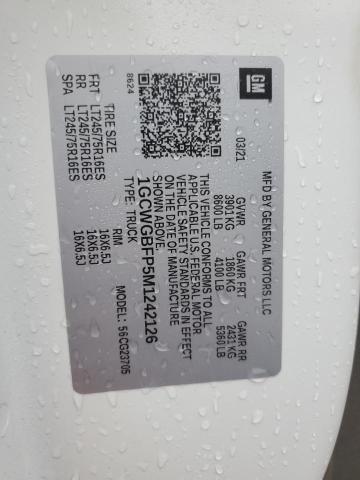 GM
MFD BY GENERAL MOTORS LLC
03/21
GVWR GAWR FRT GAWR RR
3901 KG 1860 KG 2431 KG
8600 LB 4100 LB 5360 LB
THIS VEHICLE CONFORMS TO ALL
APPLICABLE U.S. FEDERAL MOTOR
VEHICLE SAFETY STANDARDS IN EFFECT
ON THE DATE OF MANUFACTURE
SHOWN ABOVE.
1GCWGBFP5M1242126
TYPE: TRUCK MODEL: 56CG23705
8624
TIRE SIZE RIM
FRT LT245/75R16ES 16X6.5J
RR LT245/75R16ES 16X6.5J
SPA LT245/75R16ES 16X6.5J